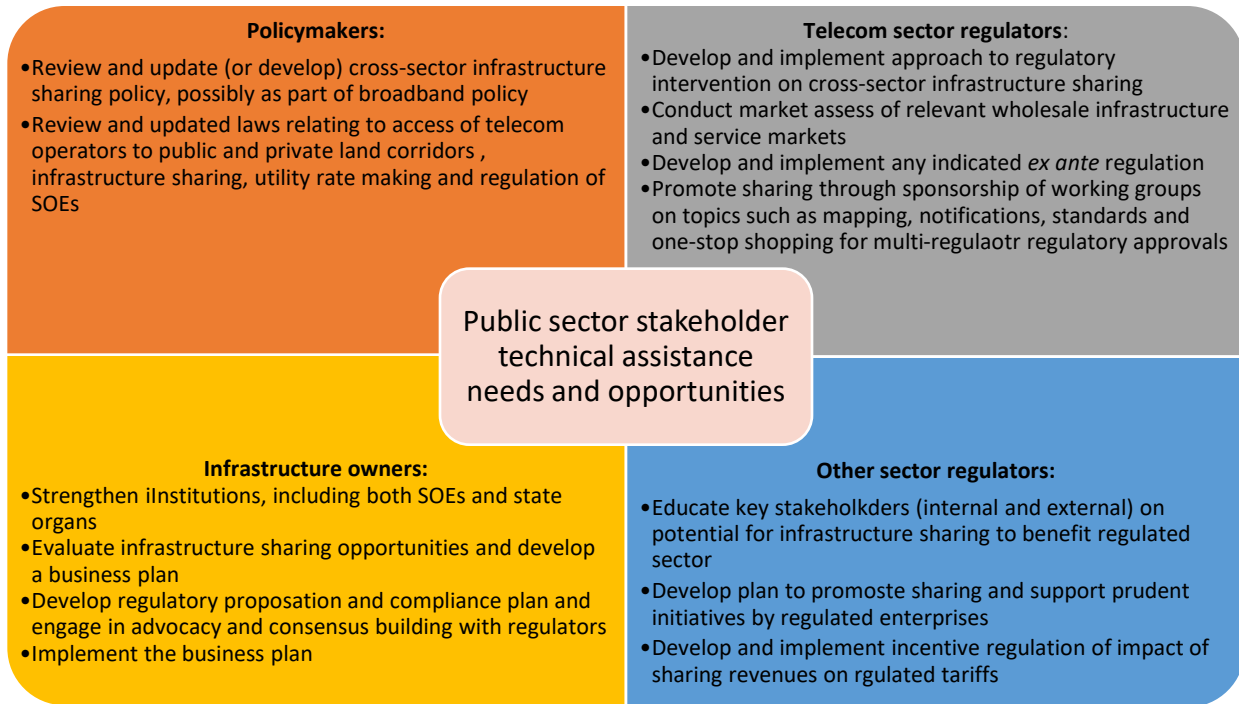 Policymakers:
•Review and update (or develop) cross-sector infrastructure
sharing policy, possibly as part of broadband policy
•Review and updated laws relating to access of telecom
operators to public and private land corridors ,
infrastructure sharing, utility rate making and regulation of
SOEs
Telecom sector regulators:
•Develop and implement approach to regulatory
intervention on cross-sector infrastructure sharing
•Conduct market assess of relevant wholesale infrastructure
and service markets
•Develop and implement any indicated ex ante regulation
•Promote sharing through sponsorship of working groups
on topics such as mapping, notifications, standards and
one-stop shopping for multi-regulaotr regulatory approvals
Public sector stakeholder
technical assistance
needs and opportunities
Infrastructure owners:
•Strengthen iInstitutions, including both SOEs and state
organs
•Evaluate infrastructure sharing opportunities and develop
a business plan
•Develop regulatory proposation and compliance plan and
engage in advocacy and consensus building with regulators
•Implement the business plan
Other sector regulators:
•Educate key stakeholkders (internal and external) on
potential for infrastructure sharing to benefit regulated
sector
•Develop plan to promoste sharing and support prudent
initiatives by regulated enterprises
•Develop and implement incentive regulation of impact of
sharing revenues on rgulated tariffs